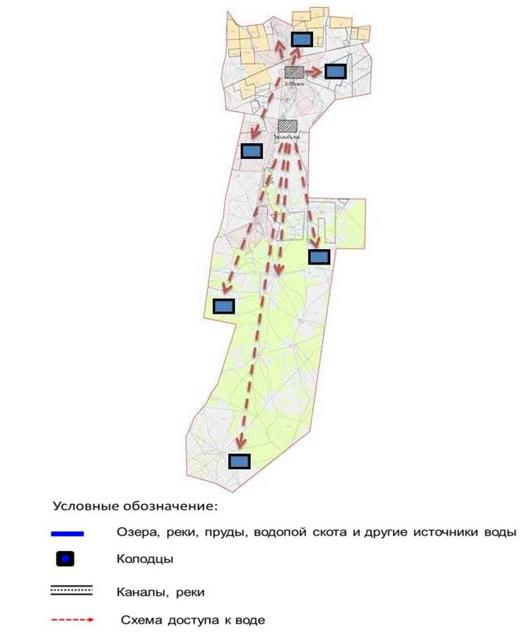 Условные обозначение:
Озера, реки, пруды, водопой скота и другие источники воды
Колодцы
Каналы, реки
Схема доступа к воде